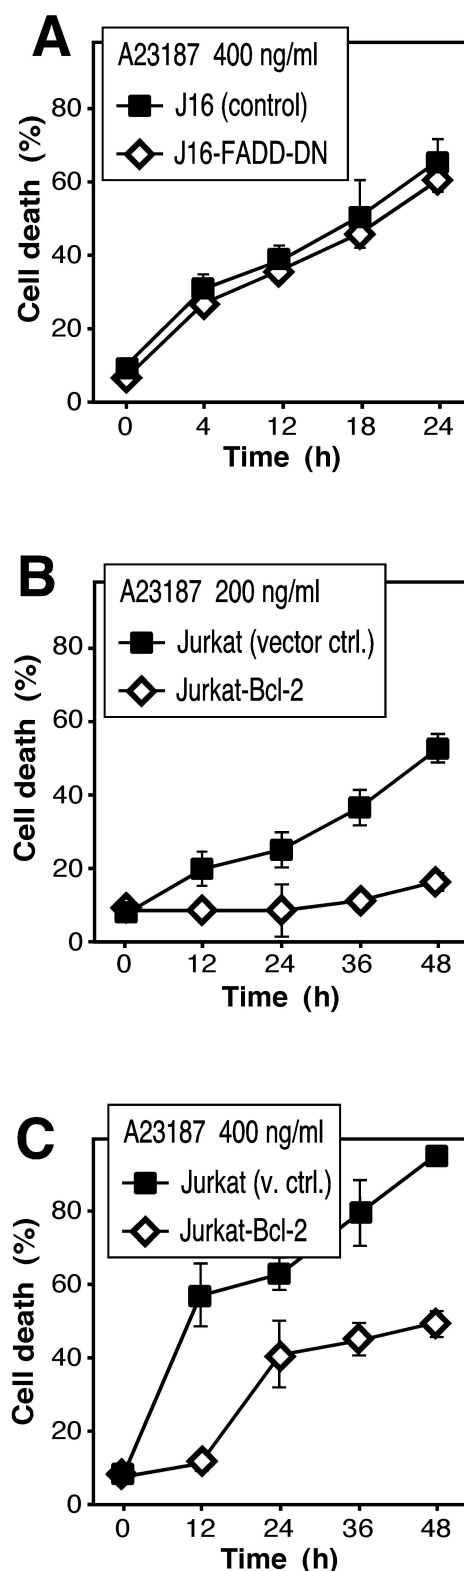 A
A23187 400 ng/ml
J16 (control)
J16-FADD-DN
Cell death (%)
80
60
40
20
0
0 4 12 18 24
Time (h)
B
A23187 200 ng/ml
Jurkat (vector ctrl.)
Jurkat-Bcl-2
Cell death (%)
80
60
40
20
0
0 12 24 36 48
Time (h)
C
A23187 400 ng/ml
Jurkat (v. ctrl.)
Jurkat-Bcl-2
Cell death (%)
80
60
40
20
0
0 12 24 36 48
Time (h)